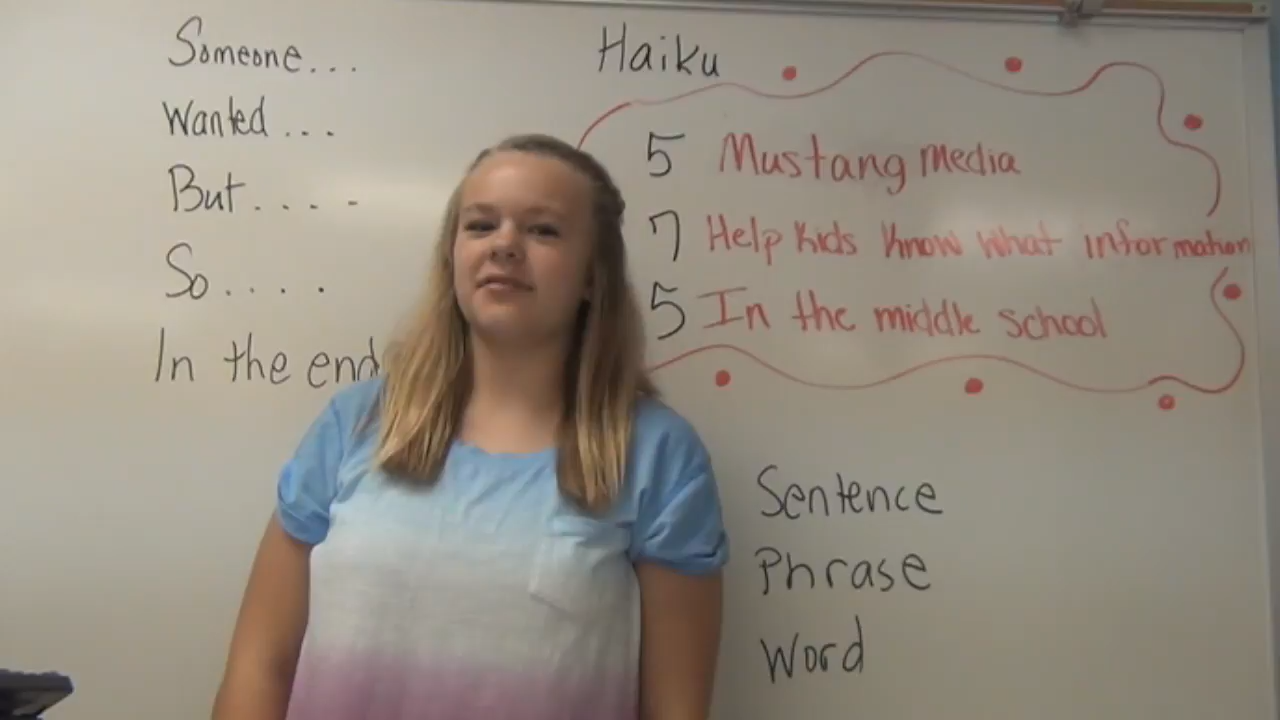 Someone...
Wanted...
But....
So....
In the end
Haiku
5 Mustang media
7 Help kids know what information
5 In the middle school
Sentence
Phrase
Word